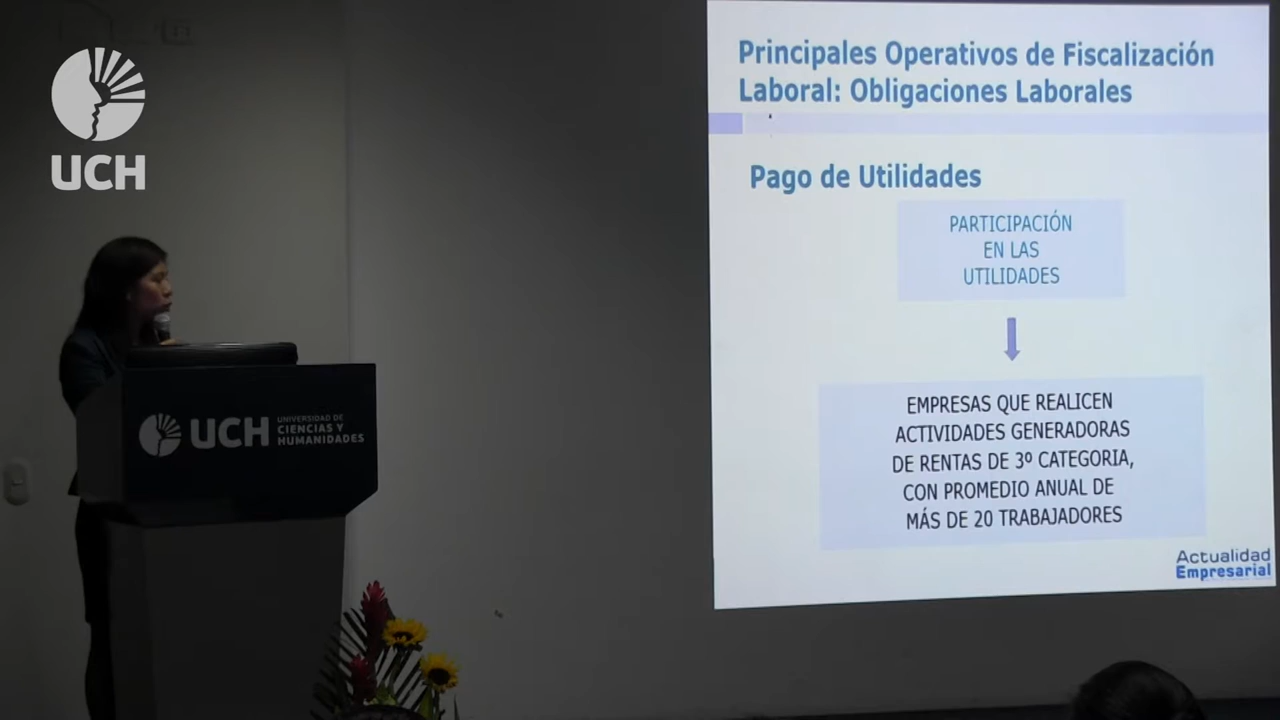 UCH
UCH
UNIVERSIDAD DE
CIENCIAS Y
HUMANIDADES
Principales Operativos de Fiscalización
Laboral: Obligaciones Laborales
Pago de Utilidades
PARTICIPACIÓN
EN LAS
UTILIDADES
EMPRESAS QUE REALICEN
ACTIVIDADES GENERADORAS
DE RENTAS DE 3º CATEGORIA,
CON PROMEDIO ANUAL DE
MÁS DE 20 TRABAJADORES
Actualidad
Empresarial